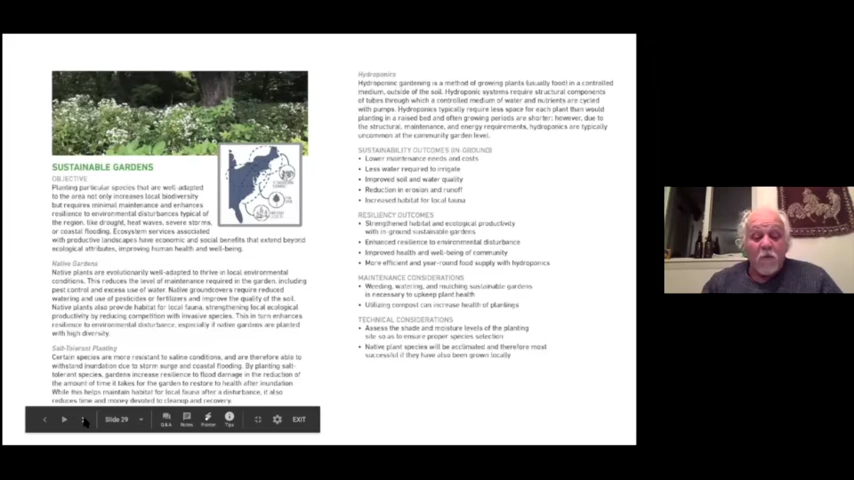 SUSTAINABLE GARDENS
OBJECTIVE
Planting particular species that are well-adapted
to the area not only increases local biodiversity
but requires minimal maintenance and enhances
resilience to environmental disturbances typical of
the region, like drought, heat waves, severe storms,
or coastal flooding. Ecosystem services associated
with productive landscapes have economic and social benefits that extend beyond
ecological attributes, improving human health and well-being.
Native Gardens
Native plants are evolutionarily well-adapted to thrive in local environmental
conditions. This reduces the level of maintenance required in the garden, including
pest control and excess use of water. Native groundcovers require reduced
watering and use of pesticides or fertilizers and improve the quality of the soil.
Native plants also provide habitat for local fauna, strengthening local ecological
productivity by reducing competition with invasive species. This in turn enhances
resilience to environmental disturbance, especially if native gardens are planted
with high diversity.
Salt-Tolerant Planting
Certain species are more resistant to saline conditions, and are therefore able to
withstand inundation due to storm surge and coastal flooding. By planting salt-
tolerant species, gardens increase resilience to flood damage in the reduction of
the amount of time it takes for the garden to restore to health after inundation.
While this helps maintain habitat for local fauna after a disturbance, it also
reduces time and money devoted to cleanup and recovery.
Hydroponics
Hydroponic gardening is a method of growing plants (usually food) in a controlled
medium, outside of the soil. Hydroponic systems require structural components
of tubes through which a controlled medium of water and nutrients are cycled
with pumps. Hydroponics typically require less space for each plant than would
planting in a raised bed and often growing periods are shorter; however, due to
the structural, maintenance, and energy requirements, hydroponics are typically
uncommon at the community garden level.
SUSTAINABILITY OUTCOMES (IN-GROUND)
• Lower maintenance needs and costs
• Less water required to irrigate
• Improved soil and water quality
• Reduction in erosion and runoff
• Increased habitat for local fauna
RESILIENCY OUTCOMES
• Strengthened habitat and ecological productivity
with in-ground sustainable gardens
• Enhanced resilience to environmental disturbance
• Improved health and well-being of community
• More efficient and year-round food supply with hydroponics
MAINTENANCE CONSIDERATIONS
• Weeding, watering, and mulching sustainable gardens
is necessary to upkeep plant health
• Utilizing compost can increase health of plantings
TECHNICAL CONSIDERATIONS
• Assess the shade and moisture levels of the planting
site so as to ensure proper species selection
• Native plant species will be acclimated and therefore most
successful if they have also been grown locally
Slide 29
Q&A
Notes
Pointer
Tips
EXIT